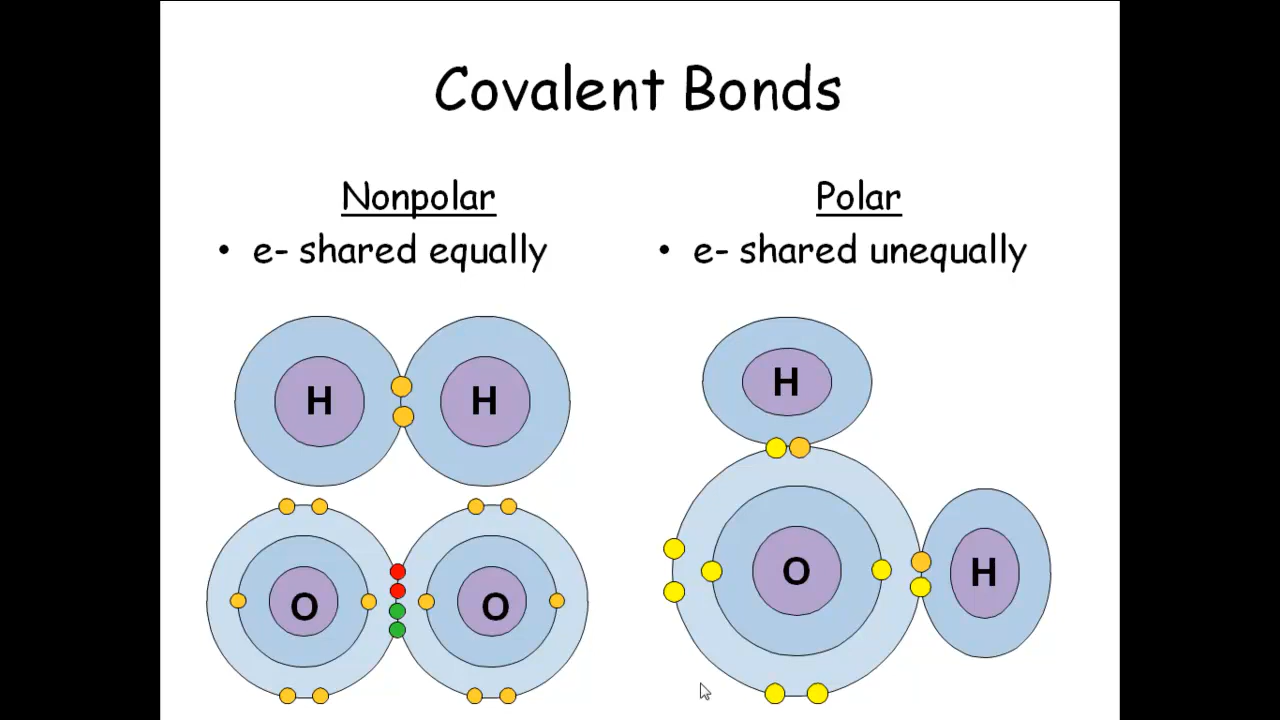 Covalent Bonds
Nonpolar
• e- shared equally
H H
O O
Polar
• e- shared unequally
H
O H